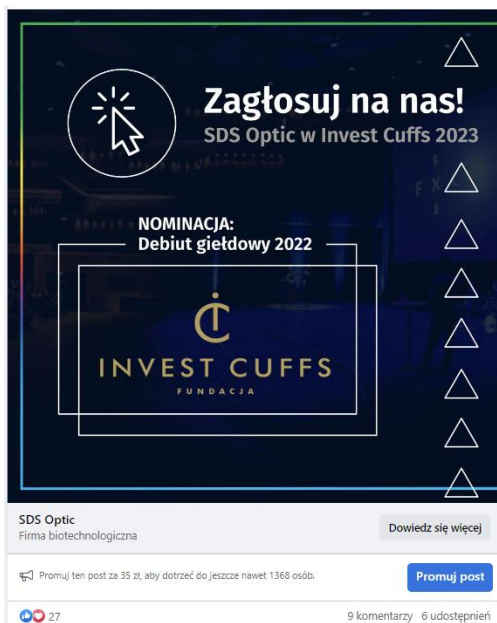 Zagłosuj na nas!
SDS Optic w Invest Cuffs 2023
NOMINACJA:
Debiut giełdowy 2022
INVEST CUFFS
FUNDACJA
SDS Optic
Firma biotechnologiczna
Dowiedz się więcej
Promuj ten post za 35 zł, aby dotrzeć do jeszcze nawet 1368 osób.
Promuj post
27
9 komentarzy 6 udostępnień